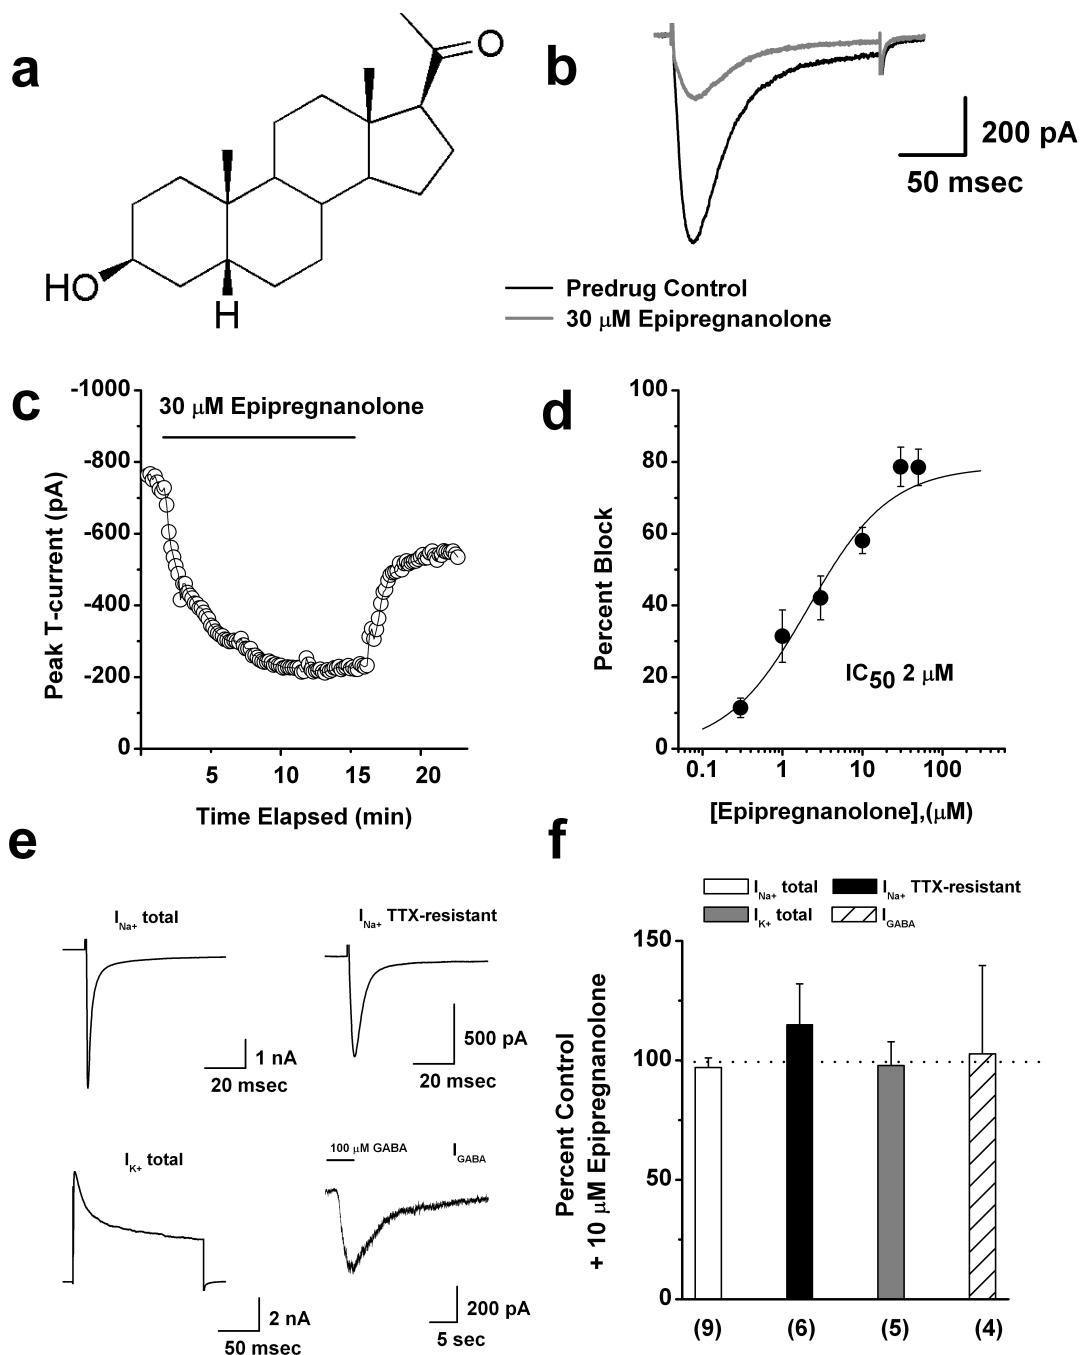 a
O
HO
H
b
200 pA
50 msec
Predrug Control
30 μM Epipregnanolone
c
-1000
-800
-600
-400
-200
0
Peak T-current (pA)
30 μM Epipregnanolone
5
10
15
20
Time Elapsed (min)
d
100
80
60
40
20
0
Percent Block
IC50 2 μM
0.1
1
10
100
[Epipregnanolone],(μM)
e
INa+ total
1 nA
20 msec
INa+ TTX-resistant
500 pA
20 msec
IK+ total
2 nA
50 msec
100 μM GABA
IGABA
200 pA
5 sec
f
INa+ total
INa+ TTX-resistant
IK+ total
IGABA
150
100
50
0
Percent Control
+ 10 μM Epipregnanolone
(9)
(6)
(5)
(4)